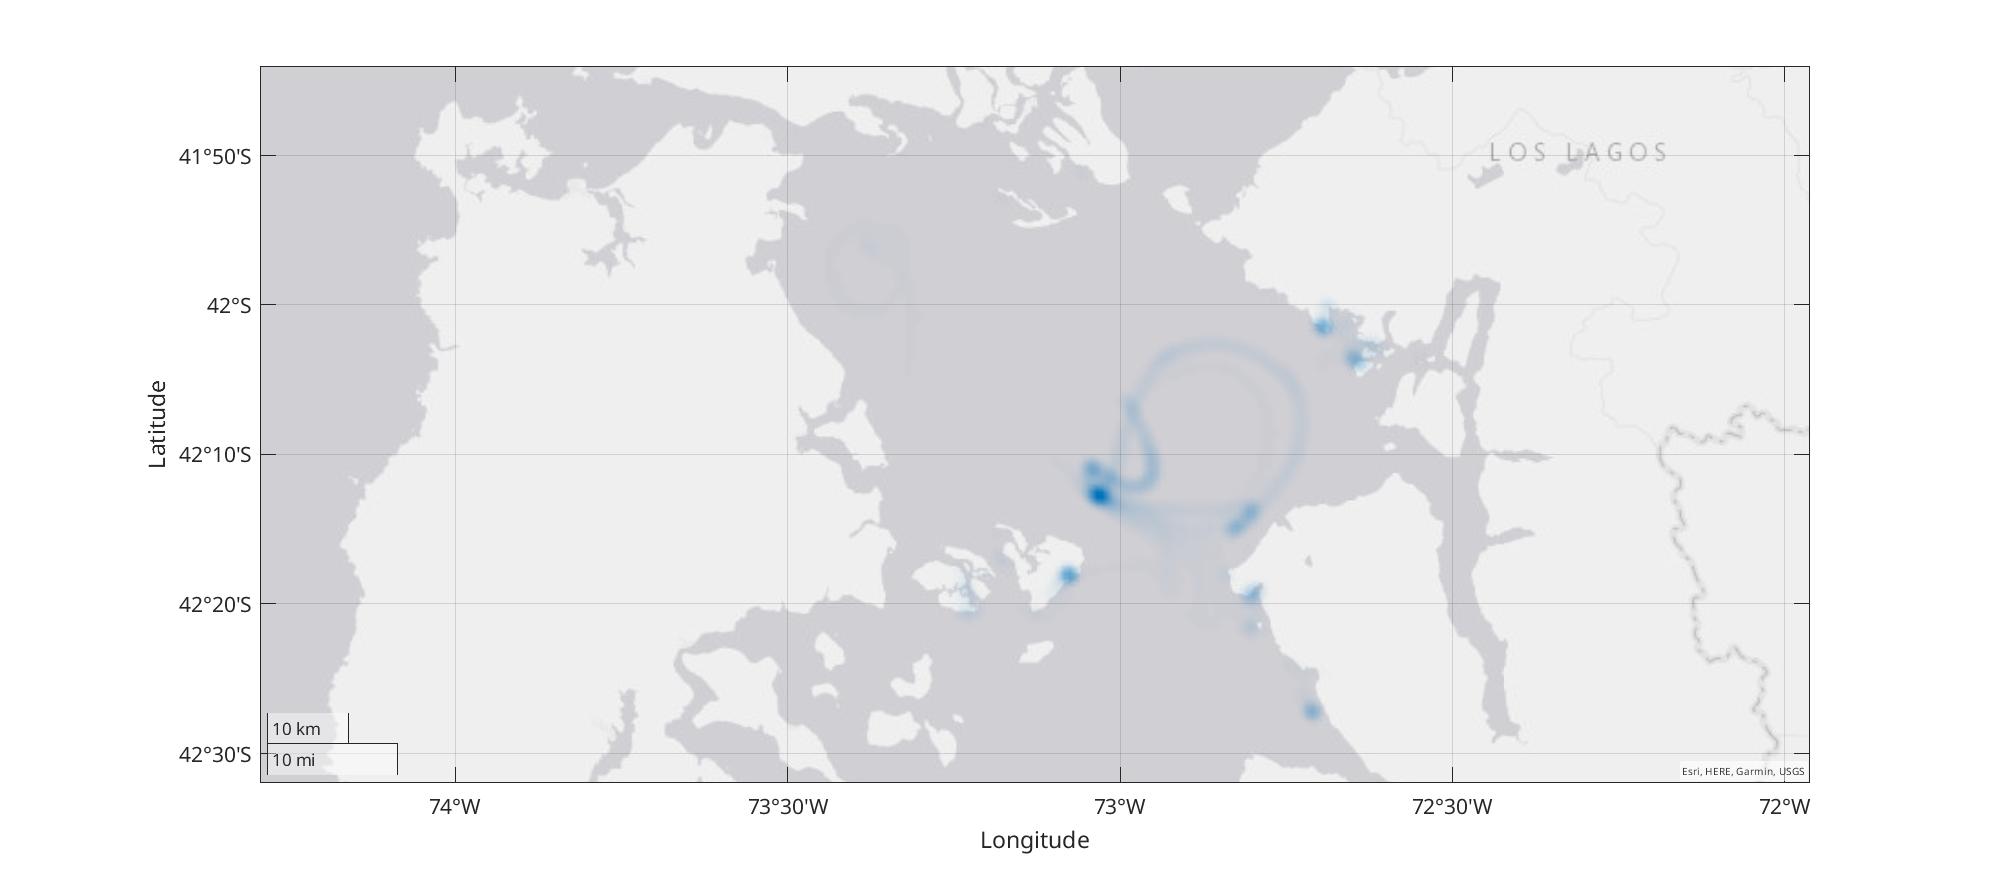 LOS LAGOS
41°50'S
42°S
42°10'S
42°20'S
42°30'S
Latitude
10 km
10 mi
Esri, HERE, Garmin, USGS
74°W
73°30'W
73°W
72°30'W
72°W
Longitude